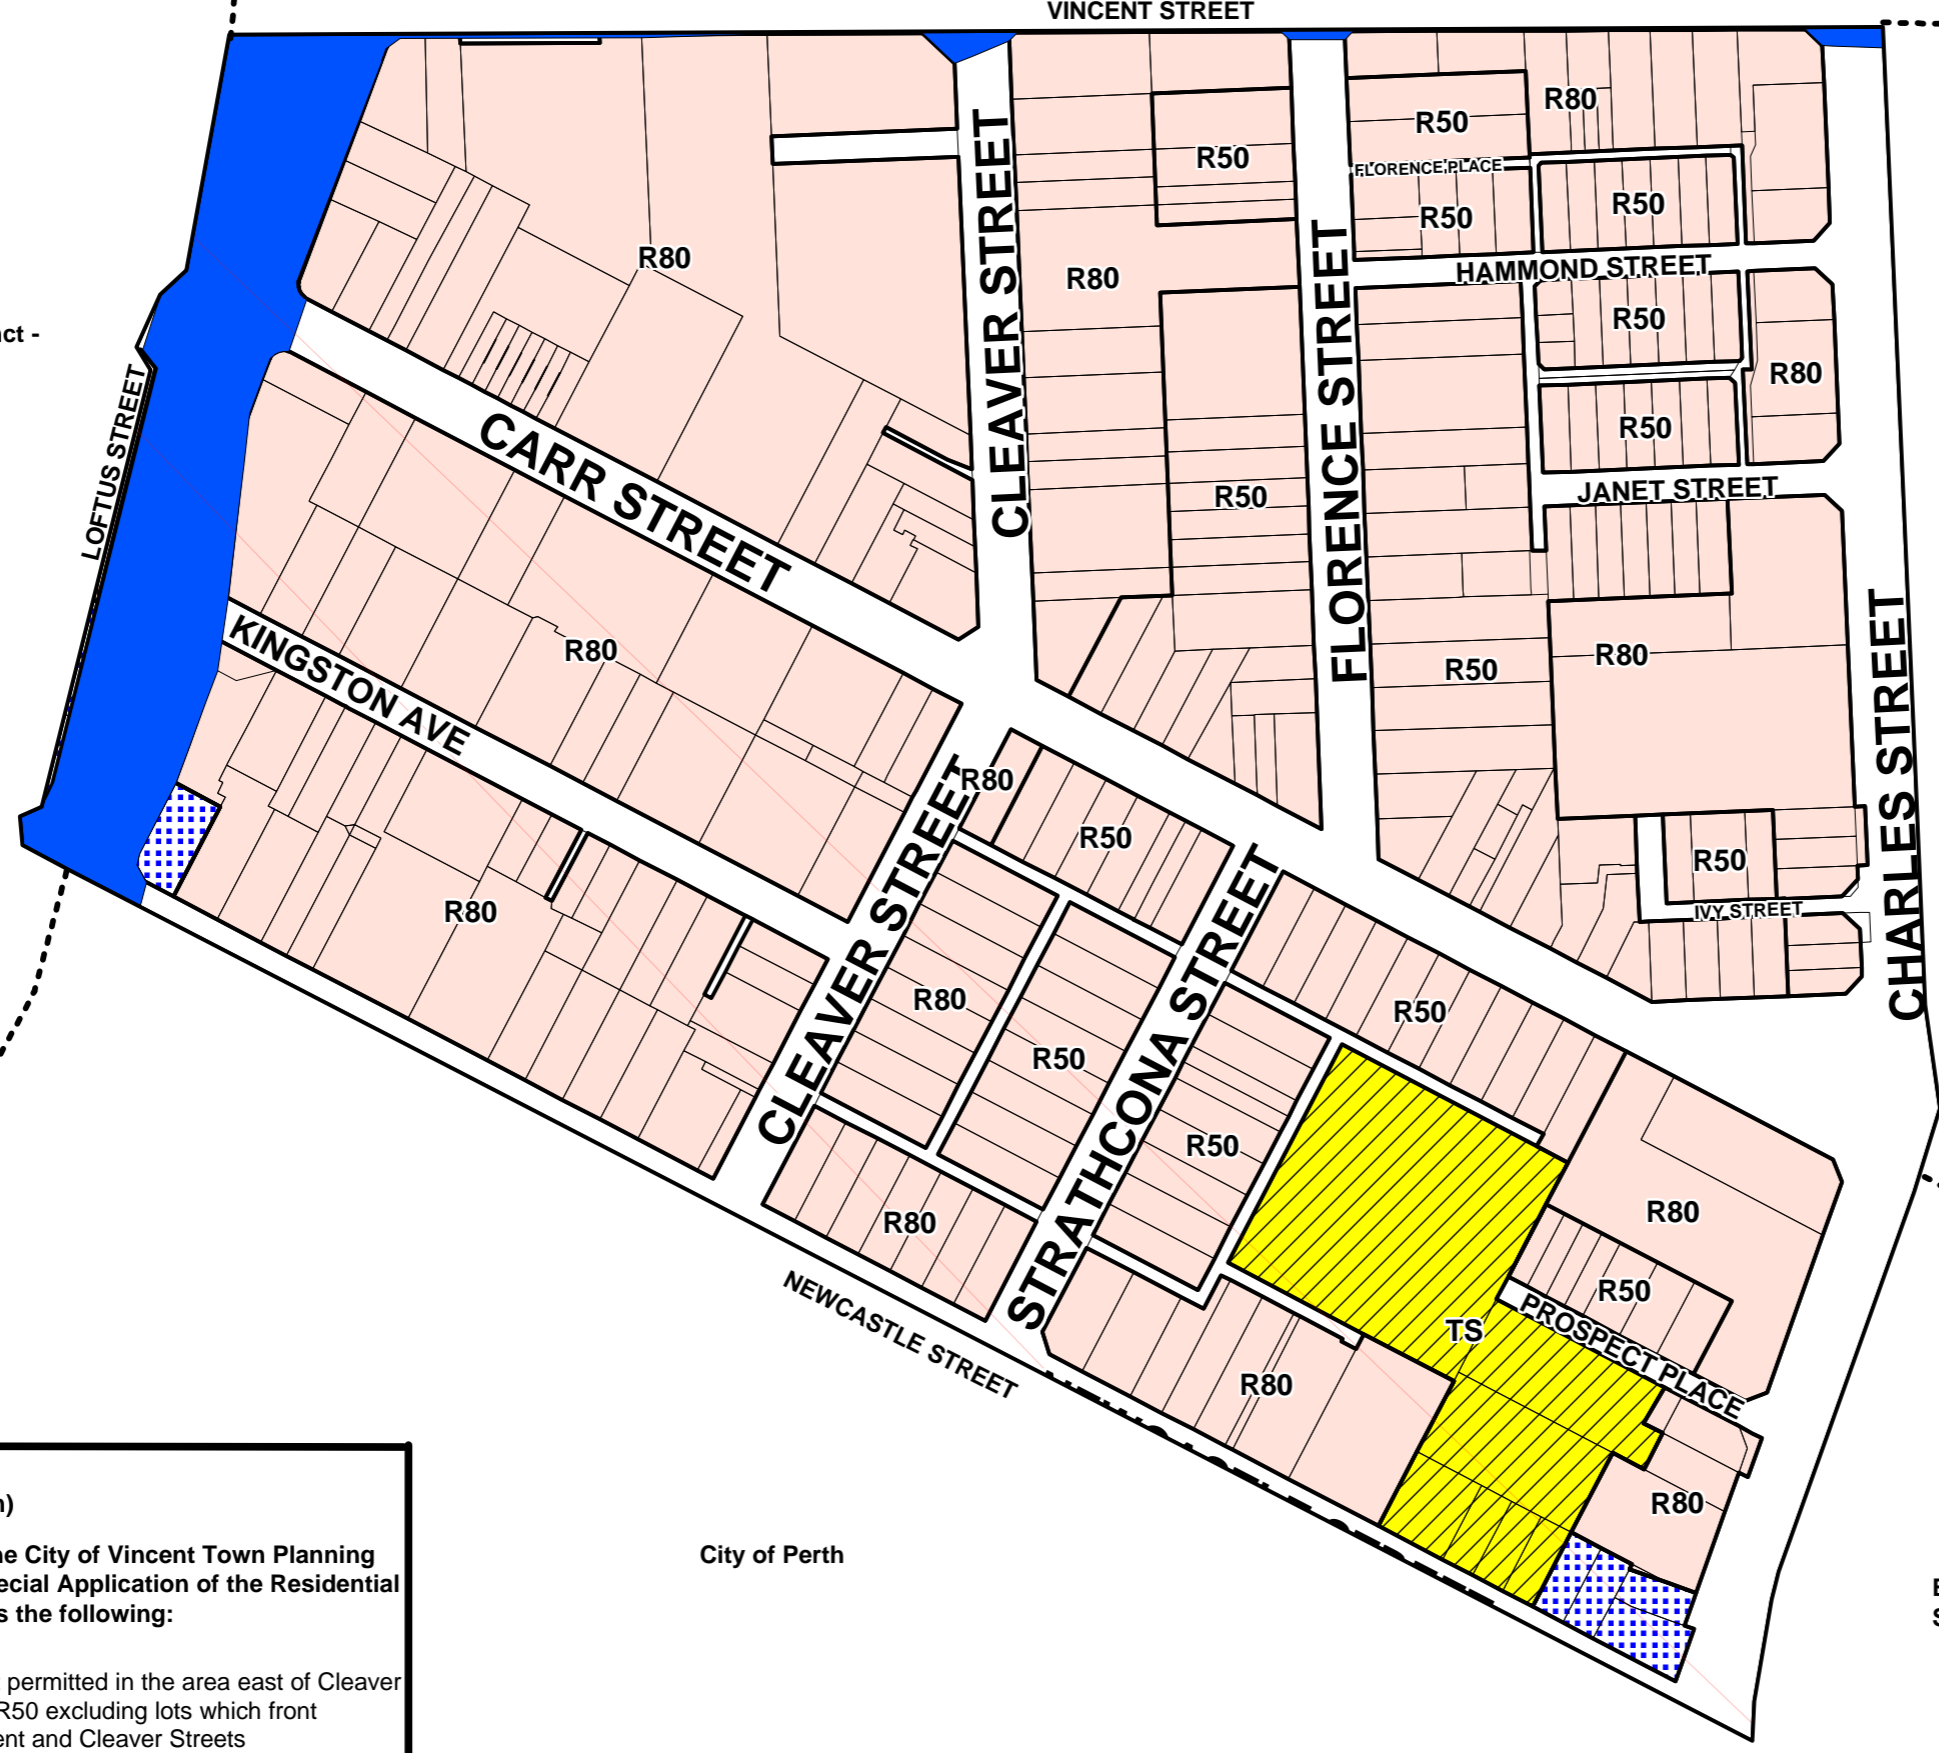 VINCENT STREET
R80
R50
R50
FLORENCE PLACE
R50
R50
CLEAVER STREET
R80
R80
FLORENCE STREET
HAMMOND STREET
R50
R80
LOFTUS STREET
R50
JANET STREET
CARR STREET
R50
R80
KINGSTON AVE
R80
R50
CHARLES STREET
R80
R50
R50
IVY STREET
R80
CLEAVER STREET
R80
R50
STRATHCONA STREET
R50
R50
R80
R80
NEWCASTLE STREET
R50
PROSPECT PLACE
TS
R80
R80
City of Perth
City of Vincent Town Planning
Application of the Residential
the following:
permitted in the area east of Cleaver
R50 excluding lots which front
and Cleaver Streets